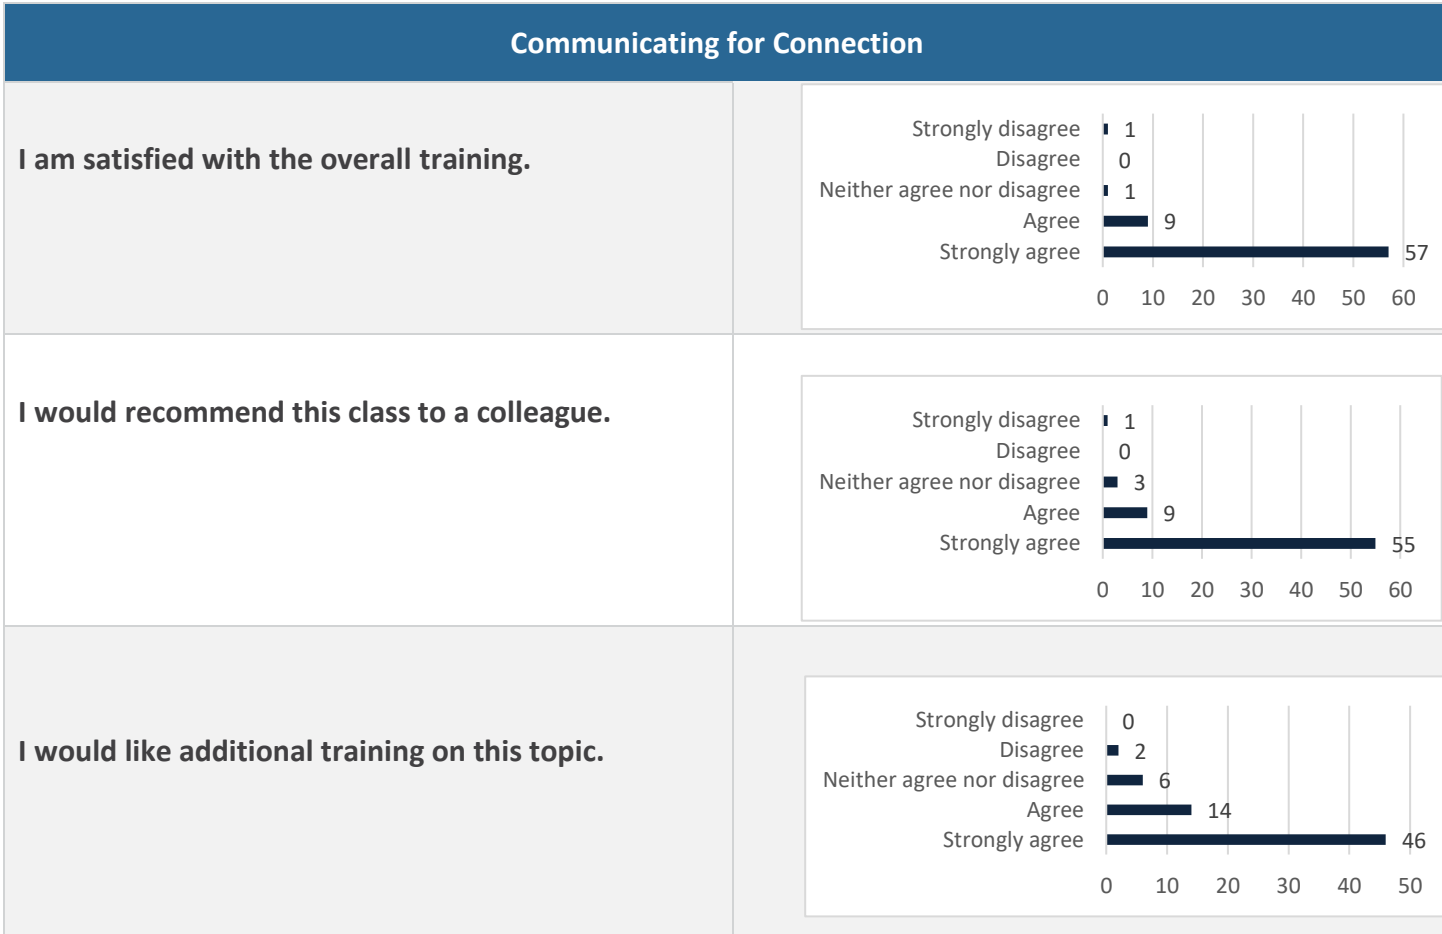 Communicating for Connection
I am satisfied with the overall training.
Strongly disagree 1
Disagree 0
Neither agree nor disagree 1
Agree 9
Strongly agree 57
0 10 20 30 40 50 60
I would recommend this class to a colleague.
Strongly disagree 1
Disagree 0
Neither agree nor disagree 3
Agree 9
Strongly agree 55
0 10 20 30 40 50 60
I would like additional training on this topic.
Strongly disagree 0
Disagree 2
Neither agree nor disagree 6
Agree 14
Strongly agree 46
0 10 20 30 40 50